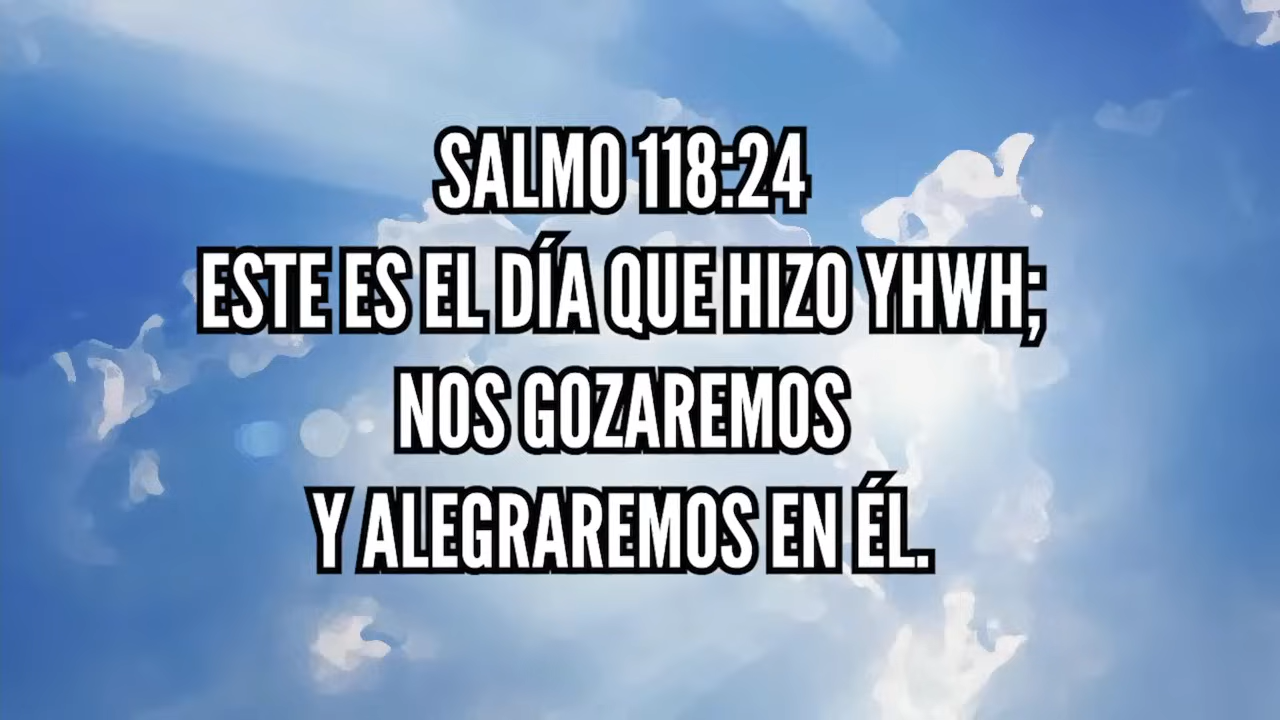 SALMO 118:24
ESTE ES EL DÍA QUE HIZO YHWH;
NOS GOZAREMOS
Y ALEGRAREMOS EN ÉL.